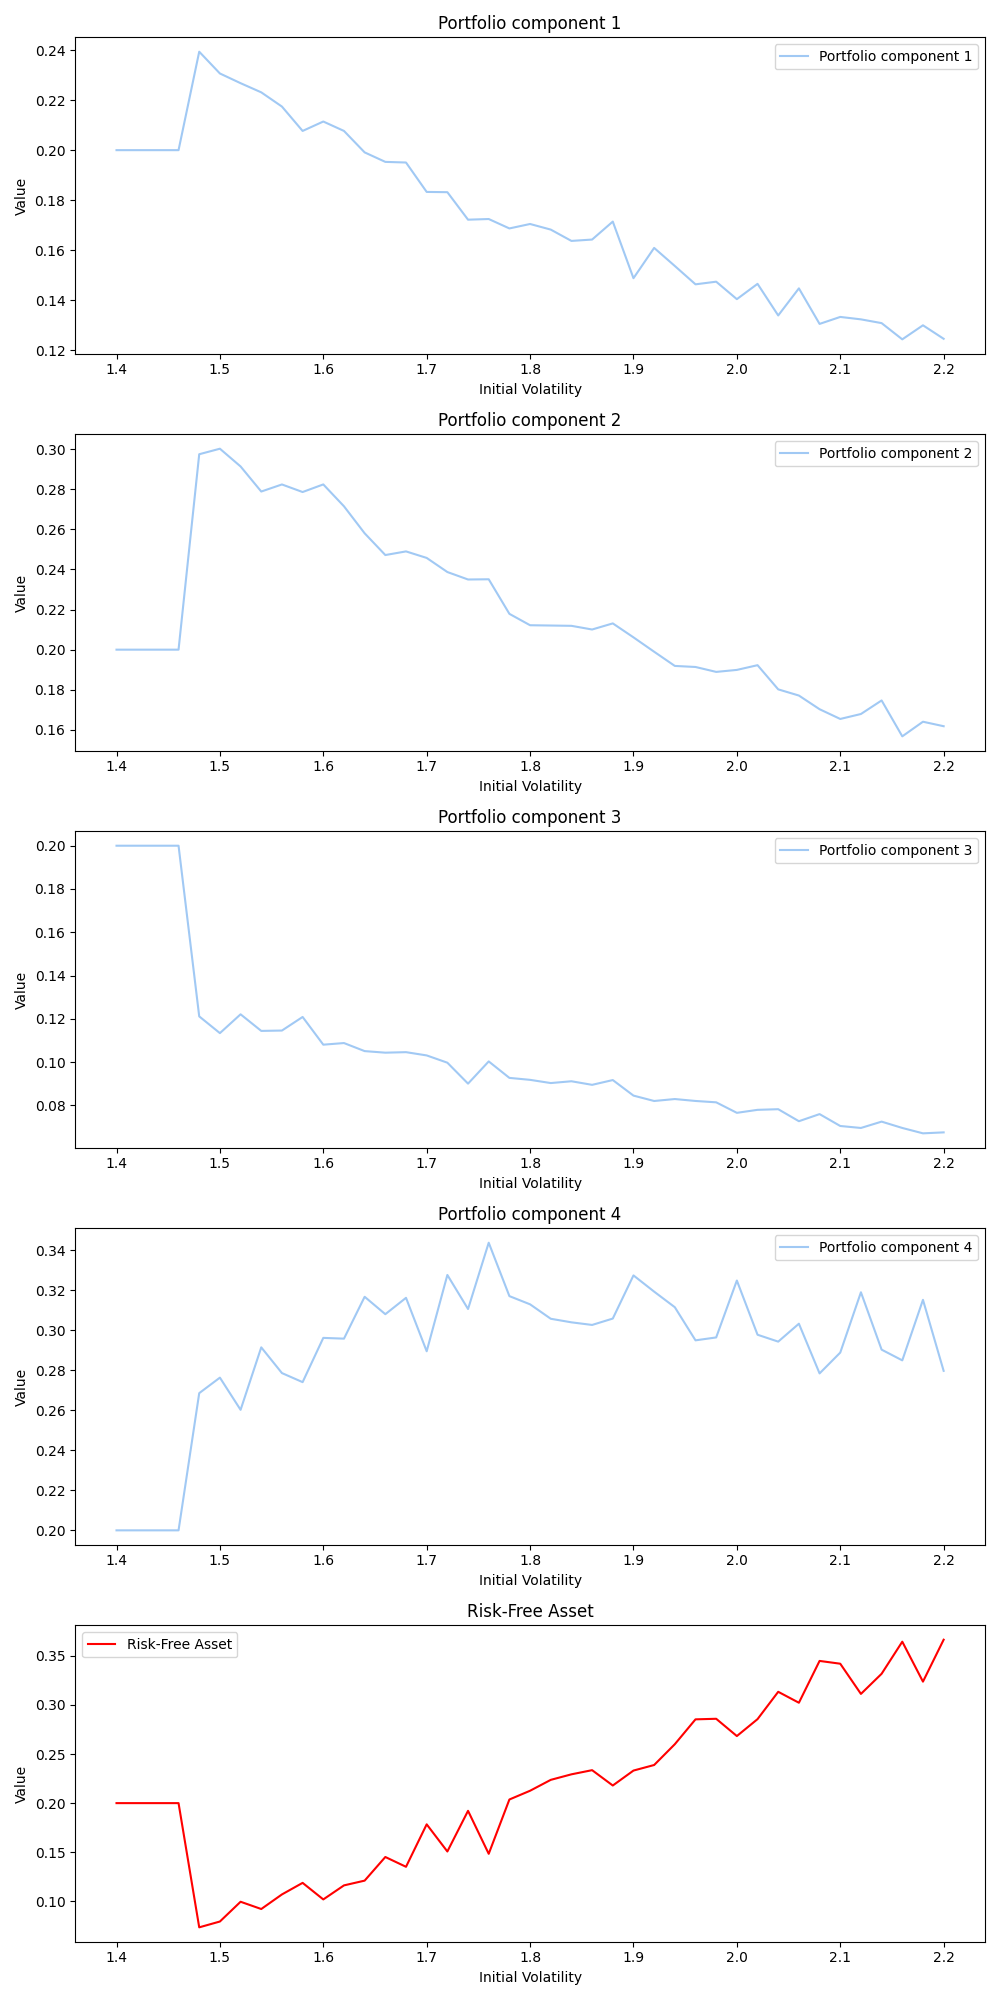 Portfolio component 1
Portfolio component 1
0.24
0.22
0.20
0.18
0.16
0.14
0.12
Value
1.4 1.5 1.6 1.7 1.8 1.9 2.0 2.1 2.2
Initial Volatility
Portfolio component 2
Portfolio component 2
0.30
0.28
0.26
0.24
0.22
0.20
0.18
0.16
Value
1.4 1.5 1.6 1.7 1.8 1.9 2.0 2.1 2.2
Initial Volatility
Portfolio component 3
Portfolio component 3
0.20
0.18
0.16
0.14
0.12
0.10
0.08
Value
1.4 1.5 1.6 1.7 1.8 1.9 2.0 2.1 2.2
Initial Volatility
Portfolio component 4
Portfolio component 4
0.34
0.32
0.30
0.28
0.26
0.24
0.22
0.20
Value
1.4 1.5 1.6 1.7 1.8 1.9 2.0 2.1 2.2
Initial Volatility
Risk-Free Asset
Risk-Free Asset
0.35
0.30
0.25
0.20
0.15
0.10
Value
1.4 1.5 1.6 1.7 1.8 1.9 2.0 2.1 2.2
Initial Volatility